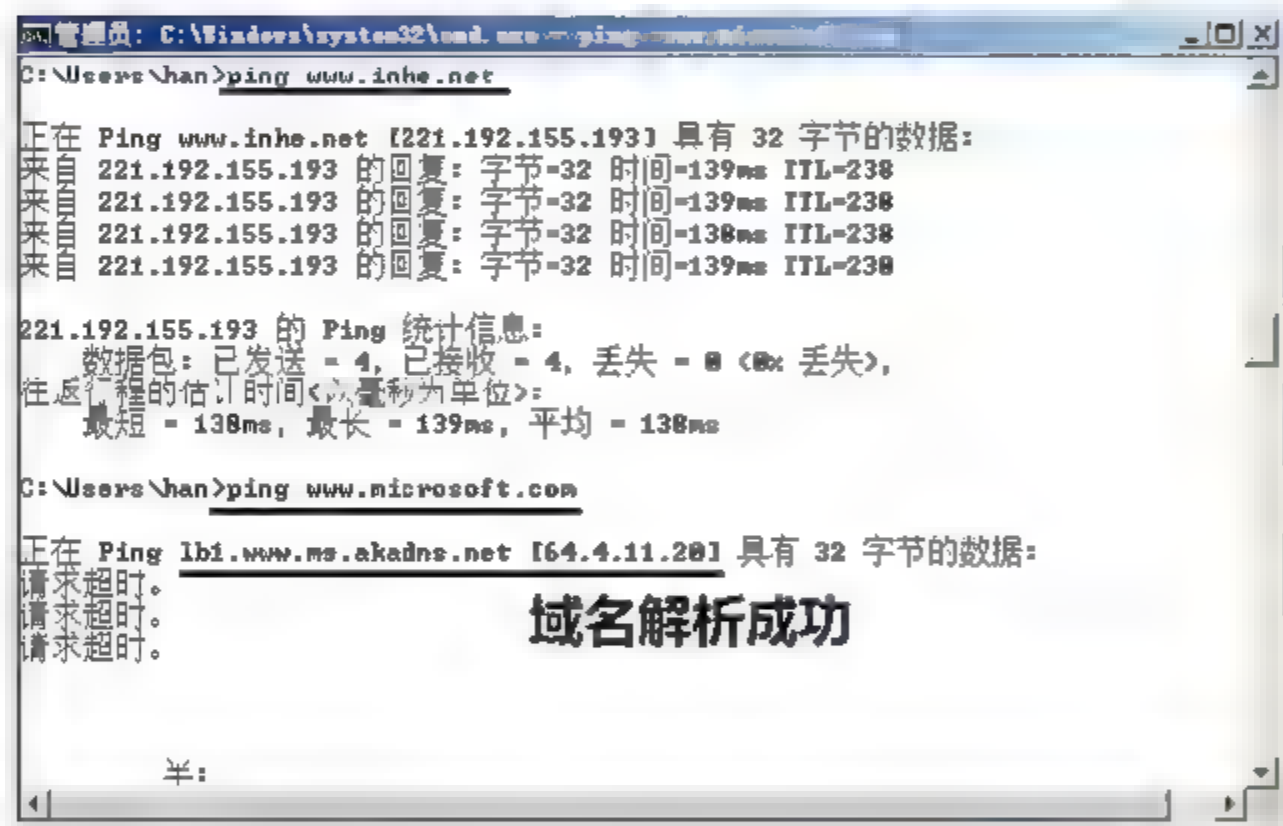 管理员: C:\Windows\system32\cmd.exe - ping
C:\Users\han>ping www.inhe.net
正在 Ping www.inhe.net [221.192.155.193] 具有 32 字节的数据:
来自 221.192.155.193 的回复: 字节=32 时间=139ms TTL=238
来自 221.192.155.193 的回复: 字节=32 时间=139ms TTL=238
来自 221.192.155.193 的回复: 字节=32 时间=138ms TTL=238
来自 221.192.155.193 的回复: 字节=32 时间=139ms TTL=238
221.192.155.193 的 Ping 统计信息:
数据包: 已发送 = 4, 已接收 = 4, 丢失 = 0 (0% 丢失),
往返行程的估计时间(以毫秒为单位):
最短 = 138ms, 最长 = 139ms, 平均 = 138ms
C:\Users\han>ping www.microsoft.com
正在 Ping lb1.www.ms.akadns.net [64.4.11.20] 具有 32 字节的数据:
请求超时。
请求超时。
域名解析成功
请求超时。
半: